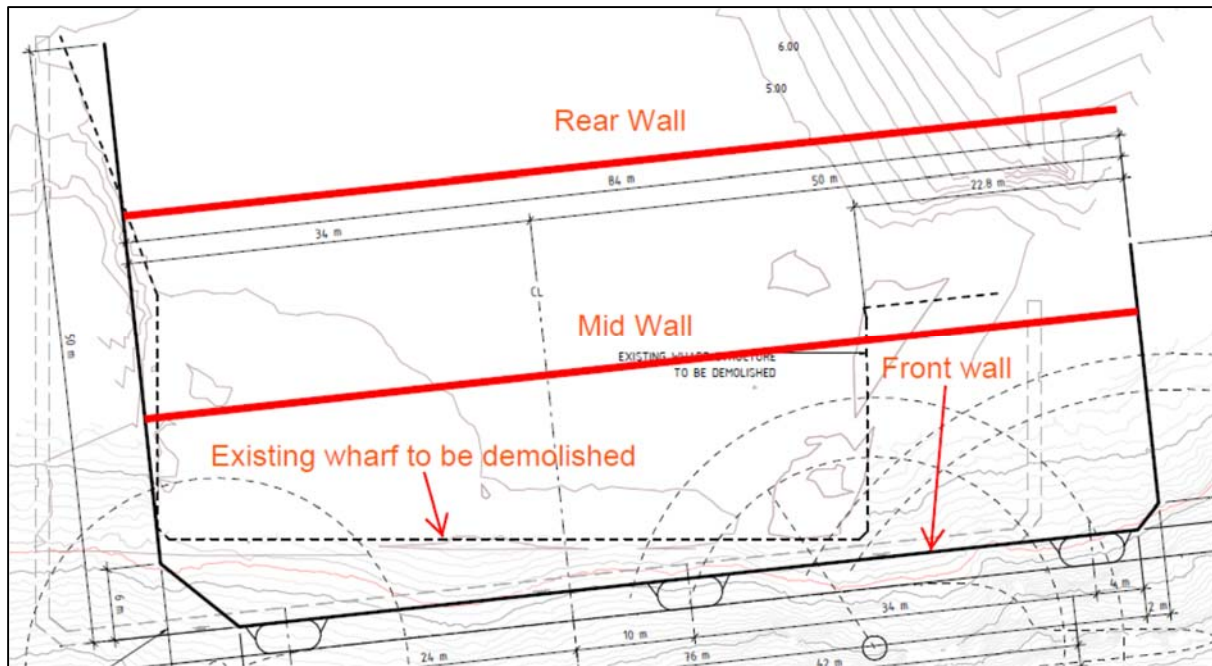 6.00
5.00
Rear Wall
84 m
50 m
22.8 m
34 m
CL
Mid Wall
50 m
EXISTING WHARF STRUCTURE
TO BE DEMOLISHED
Front wall
Existing wharf to be demolished
6 m
4 m
34 m
2 m
10 m
24 m
76 m
42 m